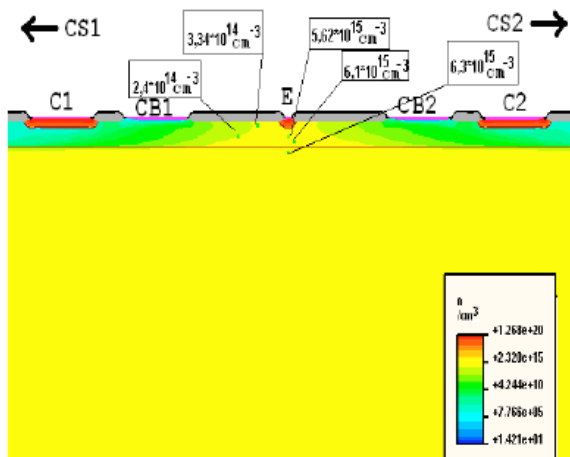 CS1
CS2
3,34*10^14 cm^-3
5,62*10^15 cm^-3
6,3*10^15 cm^-3
2,4*10^14 cm^-3
6,1*10^15 cm^-3
C1
CB1
E
CB2
C2
n
/cm^3
+1.268e+20
+2.320e+15
+4.244e+10
+7.766e+05
+1.421e+01